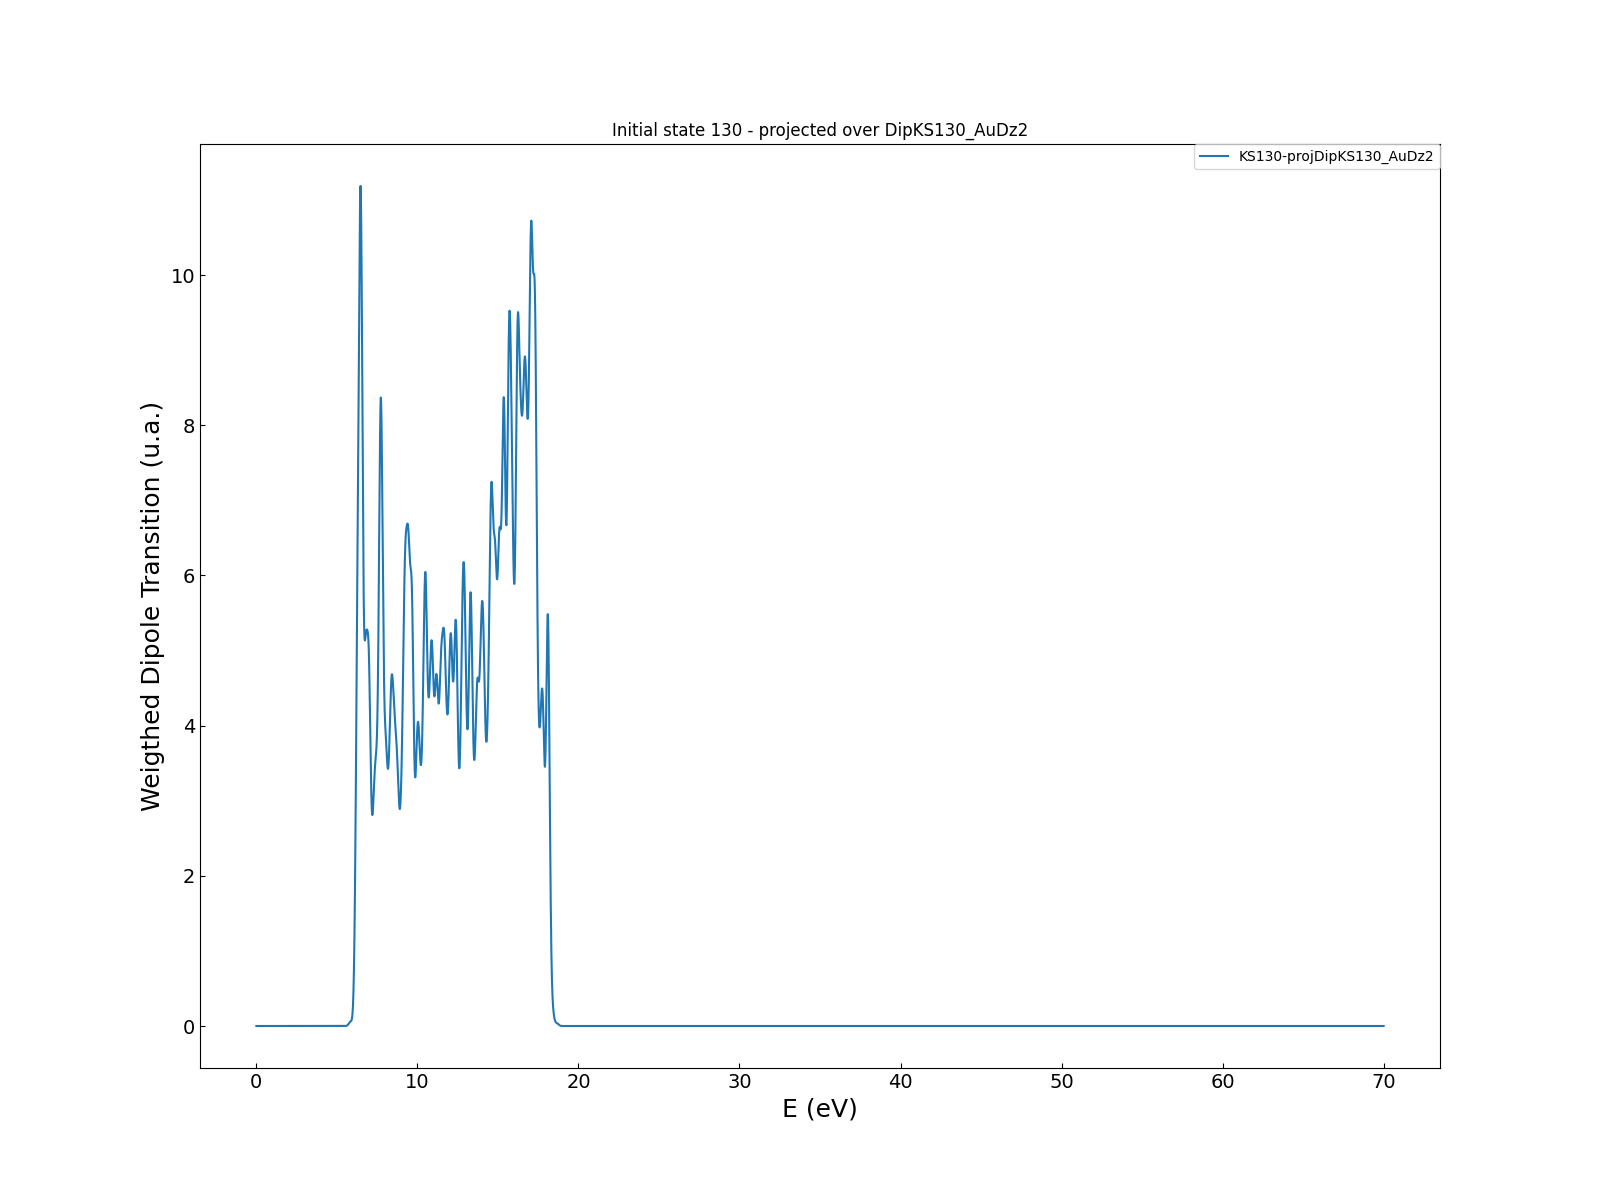 Initial state 130 - projected over DipKS130_AuDz2
KS130-projDipKS130_AuDz2
Weigthed Dipole Transition (u.a.)
10
8
6
4
2
0
0 10 20 30 40 50 60 70
E (eV)